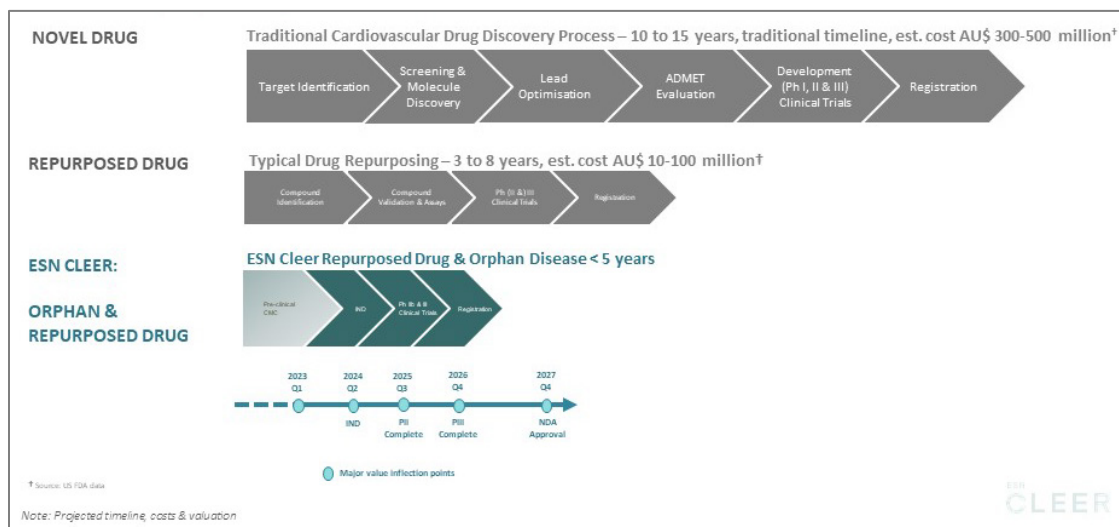 NOVEL DRUG
Traditional Cardiovascular Drug Discovery Process – 10 to 15 years, traditional timeline, est. cost AU$ 300-500 million†
Target Identification
Screening &
Molecule
Discovery
Lead
Optimisation
ADMET
Evaluation
Development
(Ph I, II & III)
Clinical Trials
Registration
REPURPOSED DRUG
Typical Drug Repurposing – 3 to 8 years, est. cost AU$ 10-100 million†
Compound
Identification
Compound
Validation & Assays
Ph (II &) III
Clinical Trials
Registration
ESN CLEER:
ORPHAN &
REPURPOSED DRUG
ESN Cleer Repurposed Drug & Orphan Disease < 5 years
Pre-clinical
CMC
IND
Ph IIb & III
Clinical Trials
Registration
2023
Q1
2024
Q2
2025
Q3
2026
Q4
2027
Q4
IND
PII
Complete
PIII
Complete
NDA
Approval
Major value inflection points
† Source: US FDA data
Note: Projected timeline, costs & valuation
ESN
CLEER